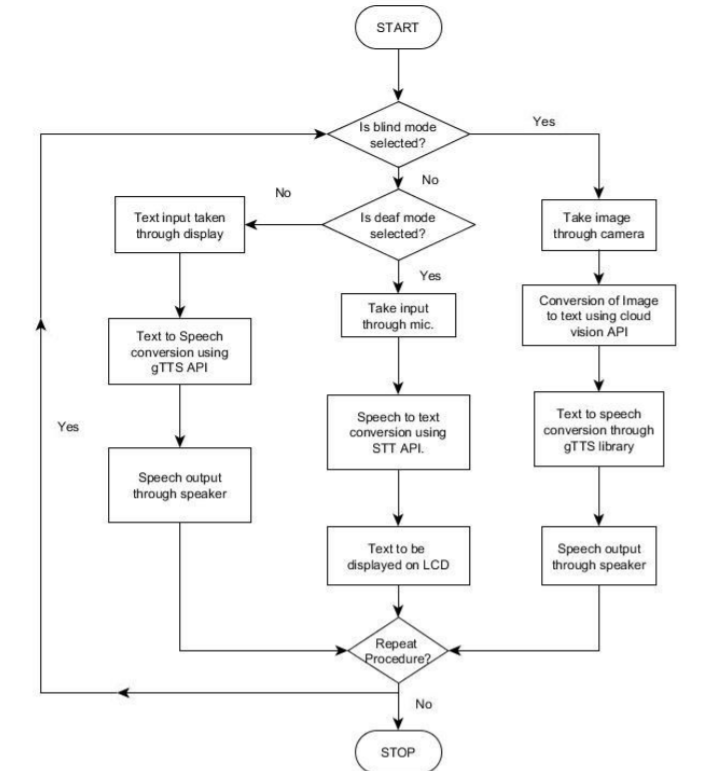 START
Is blind mode
selected?
Yes
No
No
Is deaf mode
selected?
Yes
Text input taken
through display
Take image
through camera
Take input
through mic.
Conversion of Image
to text using cloud
vision API
Text to Speech
conversion using
gTTS API
Speech to text
conversion using
STT API.
Text to speech
conversion through
gTTS library
Yes
Speech output
through speaker
Text to be
displayed on LCD
Speech output
through speaker
Repeat
Procedure?
No
STOP